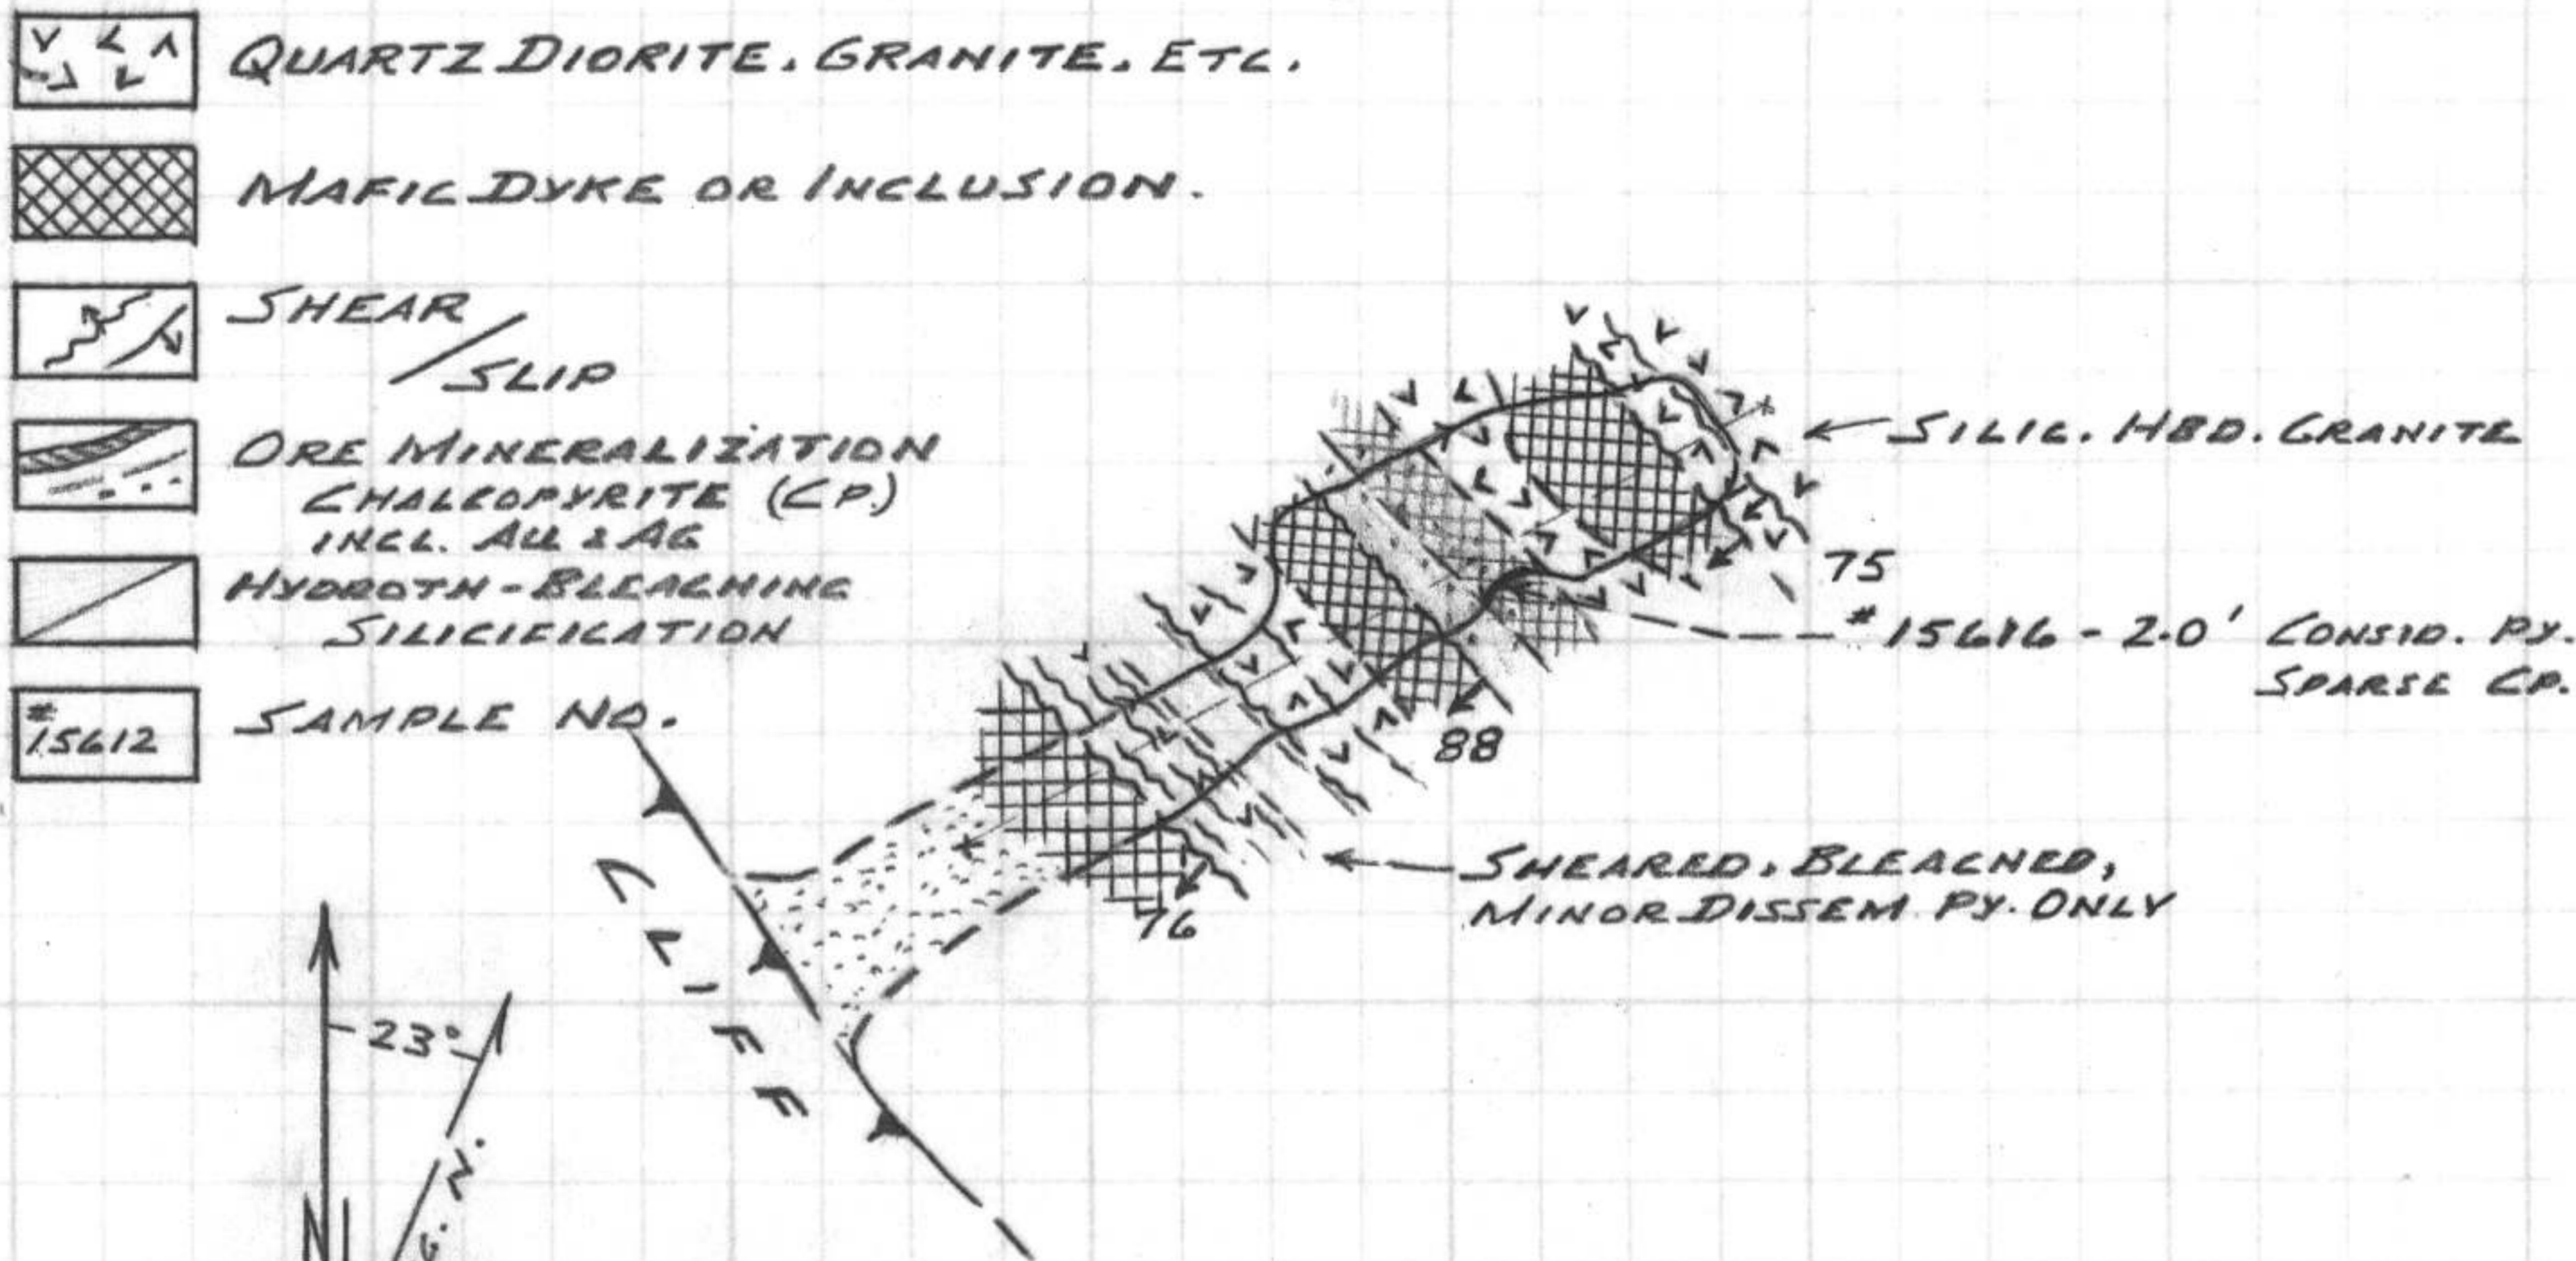 QUARTZ DIORITE, GRANITE, ETC.
MAFIC DYKE OR INCLUSION.
SHEAR
/ SLIP
ORE MINERALIZATION
CHALCOPYRITE (CP.)
INCL. AU & AG
HYDROTH-BLEACHING
SILICIFICATION
# 15612
SAMPLE NO.
SILIC. HBD. GRANITE
75
#15616 - 2.0' CONSID. PY.
SPARSE CP.
88
SHEARED, BLEACHED,
MINOR DISSEM PY. ONLY
76
CLIFF
23°
N
G. N.